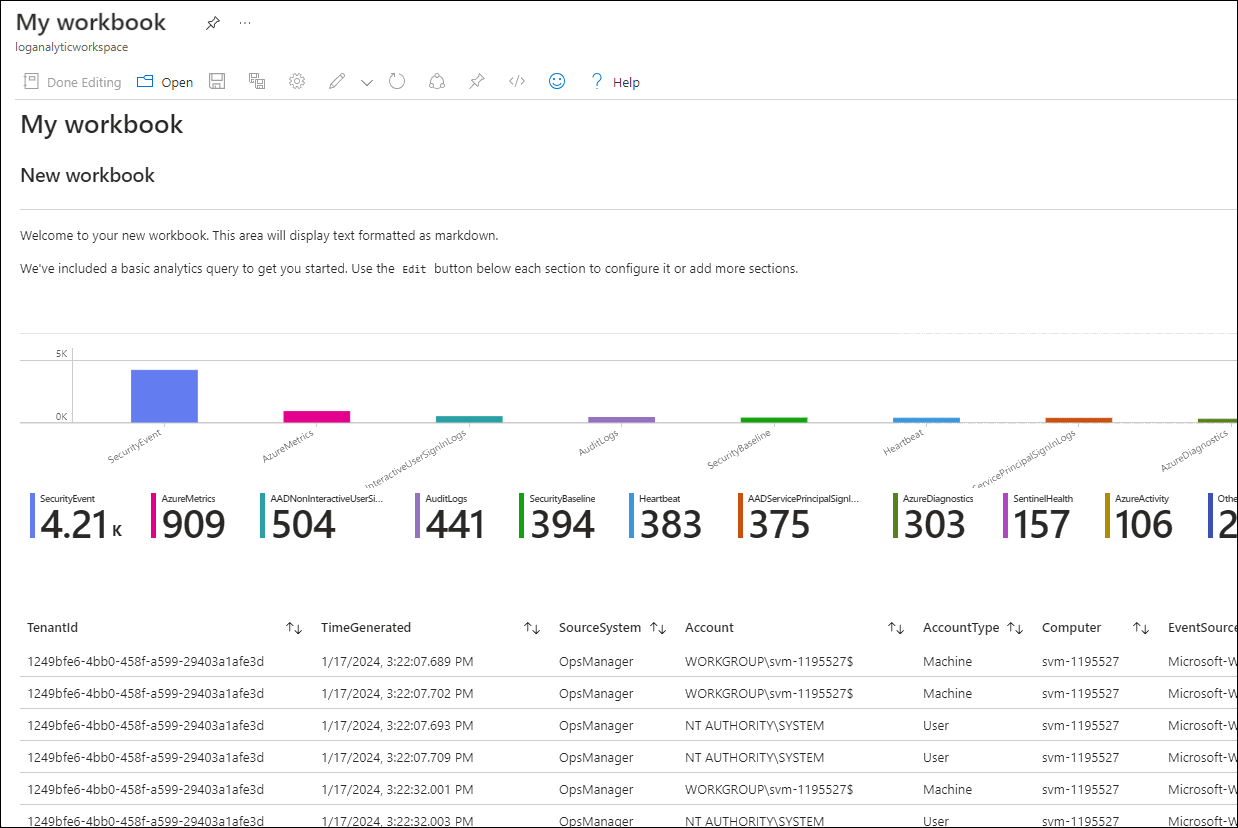 My workbook
...
loganalyticworkspace
Done Editing Open Help
My workbook
New workbook
Welcome to your new workbook. This area will display text formatted as markdown.
We've included a basic analytics query to get you started. Use the Edit button below each section to configure it or add more sections.
5K
0K
SecurityEvent AzureMetrics InteractiveUserSignInLogs AuditLogs SecurityBaseline Heartbeat ServicePrincipalSignInLogs AzureDiagnostics
SecurityEvent AzureMetrics AADNonInteractiveUserSi... AuditLogs SecurityBaseline Heartbeat AADServicePrincipalSignI... AzureDiagnostics SentinelHealth AzureActivity Othe
4.21 K 909 504 441 394 383 375 303 157 106 2
TenantId TimeGenerated SourceSystem Account AccountType Computer EventSource
1249bfe6-4bb0-458f-a599-29403a1afe3d 1/17/2024, 3:22:07.689 PM OpsManager WORKGROUP\svm-1195527$ Machine svm-1195527 Microsoft-W
1249bfe6-4bb0-458f-a599-29403a1afe3d 1/17/2024, 3:22:07.702 PM OpsManager WORKGROUP\svm-1195527$ Machine svm-1195527 Microsoft-W
1249bfe6-4bb0-458f-a599-29403a1afe3d 1/17/2024, 3:22:07.693 PM OpsManager NT AUTHORITY\SYSTEM User svm-1195527 Microsoft-W
1249bfe6-4bb0-458f-a599-29403a1afe3d 1/17/2024, 3:22:07.709 PM OpsManager NT AUTHORITY\SYSTEM User svm-1195527 Microsoft-W
1249bfe6-4bb0-458f-a599-29403a1afe3d 1/17/2024, 3:22:32.001 PM OpsManager WORKGROUP\svm-1195527$ Machine svm-1195527 Microsoft-W
1249bfe6-4bb0-458f-a599-29403a1afe3d 1/17/2024, 3:22:32.003 PM OpsManager NT AUTHORITY\SYSTEM User svm-1195527 Microsoft-W